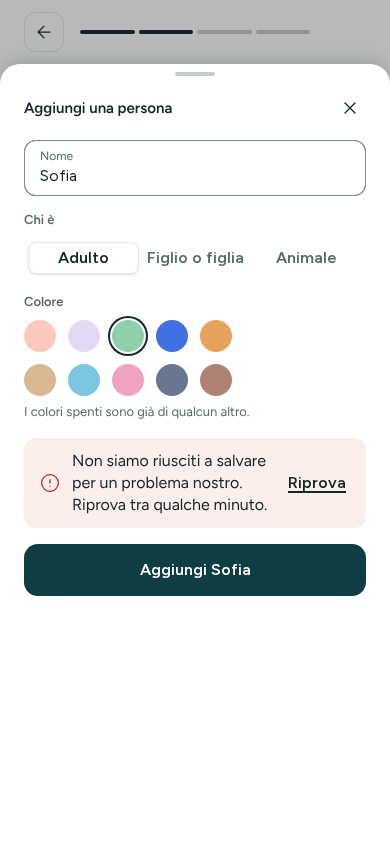 Aggiungi una persona
Nome
Sofia
Chi è
Adulto Figlio o figlia Animale
Colore
I colori spenti sono già di qualcun altro.
Non siamo riusciti a salvare
per un problema nostro.
Riprova tra qualche minuto.
Riprova
Aggiungi Sofia